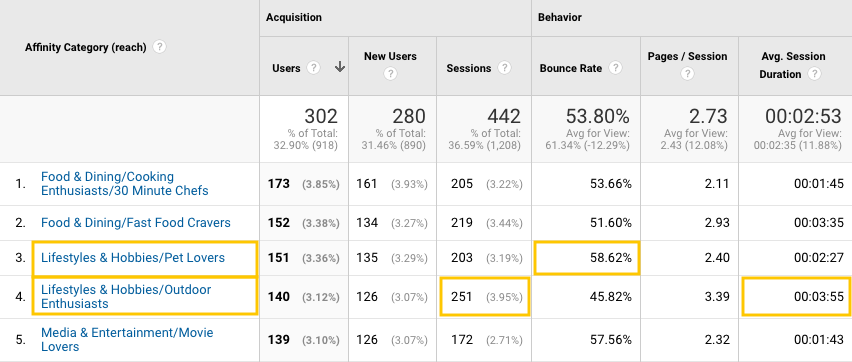 Acquisition Behavior
Affinity Category (reach) ? Users ? New Users ? Sessions ? Bounce Rate ? Pages / Session ? Avg. Session Duration ?
302 280 442 53.80% 2.73 00:02:53
% of Total: % of Total: % of Total: Avg for View: Avg for View: Avg for View:
32.90% (918) 31.46% (890) 36.59% (1,208) 61.34% (-12.29%) 2.43 (12.08%) 00:02:35 (11.88%)
1. Food & Dining/Cooking
Enthusiasts/30 Minute Chefs 173 (3.85%) 161 (3.93%) 205 (3.22%) 53.66% 2.11 00:01:45
2. Food & Dining/Fast Food Cravers 152 (3.38%) 134 (3.27%) 219 (3.44%) 51.60% 2.93 00:03:35
3. Lifestyles & Hobbies/Pet Lovers 151 (3.36%) 135 (3.29%) 203 (3.19%) 58.62% 2.40 00:02:27
4. Lifestyles & Hobbies/Outdoor
Enthusiasts 140 (3.12%) 126 (3.07%) 251 (3.95%) 45.82% 3.39 00:03:55
5. Media & Entertainment/Movie
Lovers 139 (3.10%) 126 (3.07%) 172 (2.71%) 57.56% 2.32 00:01:43